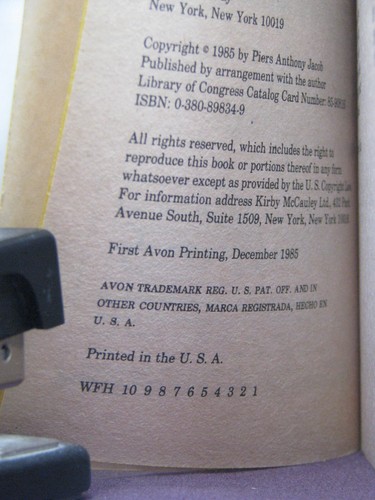 New York, New York 10019
Copyright © 1985 by Piers Anthony Jacob
Published by arrangement with the author
Library of Congress Catalog Card Number:
ISBN: 0-380-89834-9
All rights reserved, which includes the right to
reproduce this book or portions thereof in any form
whatsoever except as provided by the U. S. Copyright Law.
For information address Kirby McCauley Ltd.,
Avenue South, Suite 1509, New York, New York
First Avon Printing, December 1985
AVON TRADEMARK REG. U. S. PAT. OFF. AND IN
OTHER COUNTRIES, MARCA REGISTRADA, HECHO EN
U. S. A.
Printed in the U. S. A.
WFH 10 9 8 7 6 5 4 3 2 1